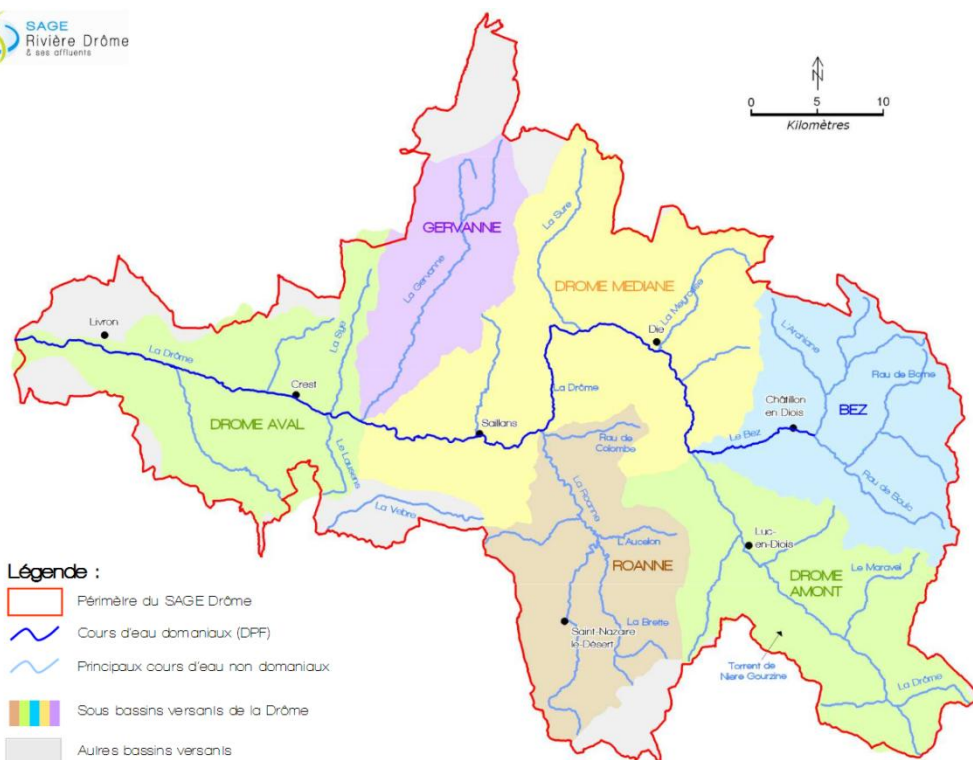 SAGE
Rivière Drôme
& ses affluents
N
0 5 10
Kilomètres
GERVANNE
La Gervanne
La Sure
DROME MEDIANE
La Meyrosse
Die
Livron
La Drôme
La Sye
Crest
DROME AVAL
Le Lausens
Saillans
La Drôme
L'Archiane
Rau de Borne
Châtillon
en Diois
BEZ
Le Bez
Rau de Boulc
Rau de
Colombe
La Roanne
La Vebre
L'Aucelon
ROANNE
Luc-
en-Diois
Le Maravel
DROME
AMONT
Saint-Nazaire
le-Désert
La Brette
Torrent de
Niere Gourzine
La Drôme
Légende :
Périmètre du SAGE Drôme
Cours d'eau domaniaux (DPF)
Principaux cours d'eau non domaniaux
Sous bassins versants de la Drôme
Autres bassins versants